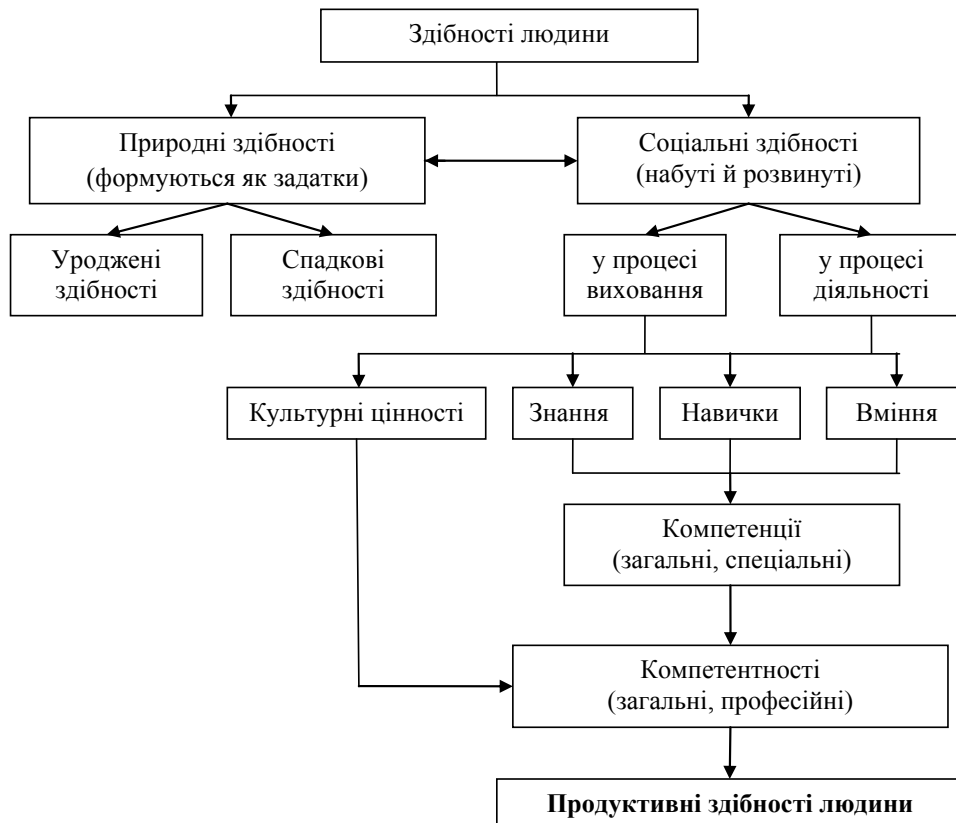 Здібності людини
Природні здібності
(формуються як задатки)
Соціальні здібності
(набуті й розвинуті)
Уроджені
здібності
Спадкові
здібності
у процесі
виховання
у процесі
діяльності
Культурні цінності
Знання
Навички
Вміння
Компетенції
(загальні, спеціальні)
Компетентності
(загальні, професійні)
Продуктивні здібності людини